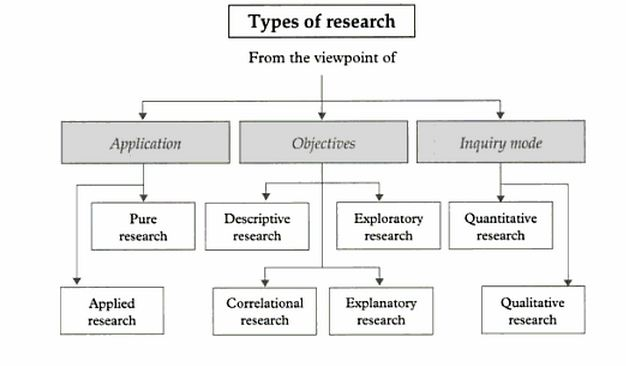 Types of research
From the viewpoint of
Application
Objectives
Inquiry mode
Pure
research
Descriptive
research
Exploratory
research
Quantitative
research
Applied
research
Correlational
research
Explanatory
research
Qualitative
research